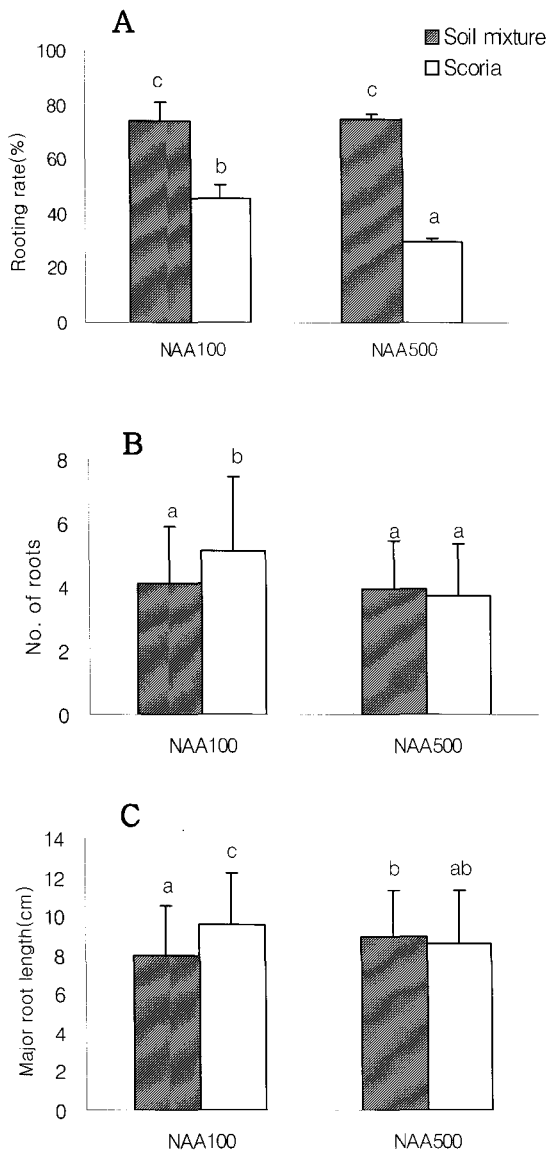 A
Soil mixture
Scoria
Rooting rate(%)
100
80
60
40
20
0
c
b
c
a
NAA100
NAA500
B
No. of roots
8
6
4
2
0
a
b
a
a
NAA100
NAA500
C
Major root length(cm)
14
12
10
8
6
4
2
0
a
c
b
ab
NAA100
NAA500